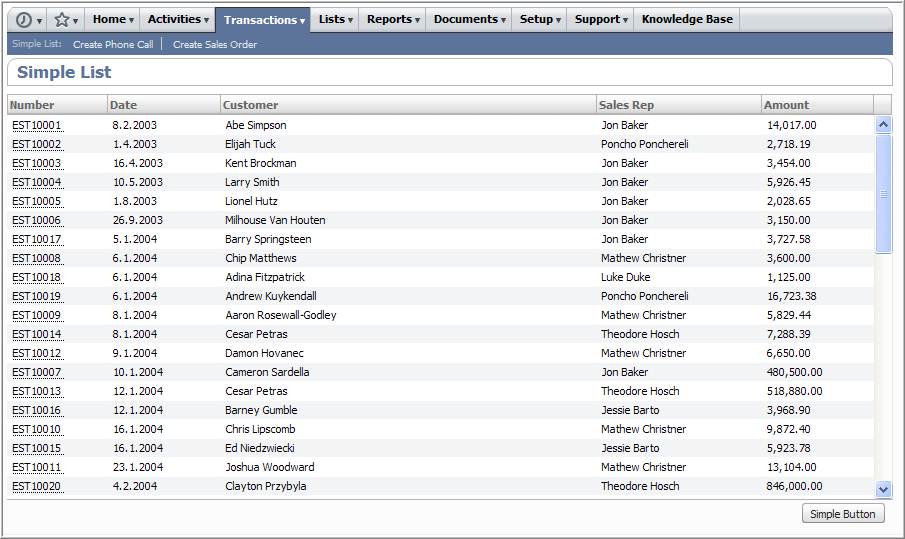 Home Activities Transactions Lists Reports Documents Setup Support Knowledge Base
Simple List: Create Phone Call Create Sales Order
Simple List
Number Date Customer Sales Rep Amount
EST10001 8.2.2003 Abe Simpson Jon Baker 14,017.00
EST10002 1.4.2003 Elijah Tuck Poncho Ponchereli 2,718.19
EST10003 16.4.2003 Kent Brockman Jon Baker 3,454.00
EST10004 10.5.2003 Larry Smith Jon Baker 5,926.45
EST10005 1.8.2003 Lionel Hutz Jon Baker 2,028.65
EST10006 26.9.2003 Milhouse Van Houten Jon Baker 3,150.00
EST10017 5.1.2004 Barry Springsteen Jon Baker 3,727.58
EST10008 6.1.2004 Chip Matthews Mathew Christner 3,600.00
EST10018 6.1.2004 Adina Fitzpatrick Luke Duke 1,125.00
EST10019 6.1.2004 Andrew Kuykendall Poncho Ponchereli 16,723.38
EST10009 8.1.2004 Aaron Rosewall-Godley Mathew Christner 5,829.44
EST10014 8.1.2004 Cesar Petras Theodore Hosch 7,288.39
EST10012 9.1.2004 Damon Hovanec Mathew Christner 6,650.00
EST10007 10.1.2004 Cameron Sardella Jon Baker 480,500.00
EST10013 12.1.2004 Cesar Petras Theodore Hosch 518,880.00
EST10016 12.1.2004 Barney Gumble Jessie Barto 3,968.90
EST10010 16.1.2004 Chris Lipscomb Mathew Christner 9,872.40
EST10015 16.1.2004 Ed Niedzwiecki Jessie Barto 5,923.78
EST10011 23.1.2004 Joshua Woodward Mathew Christner 13,104.00
EST10020 4.2.2004 Clayton Przybyla Theodore Hosch 846,000.00
Simple Button